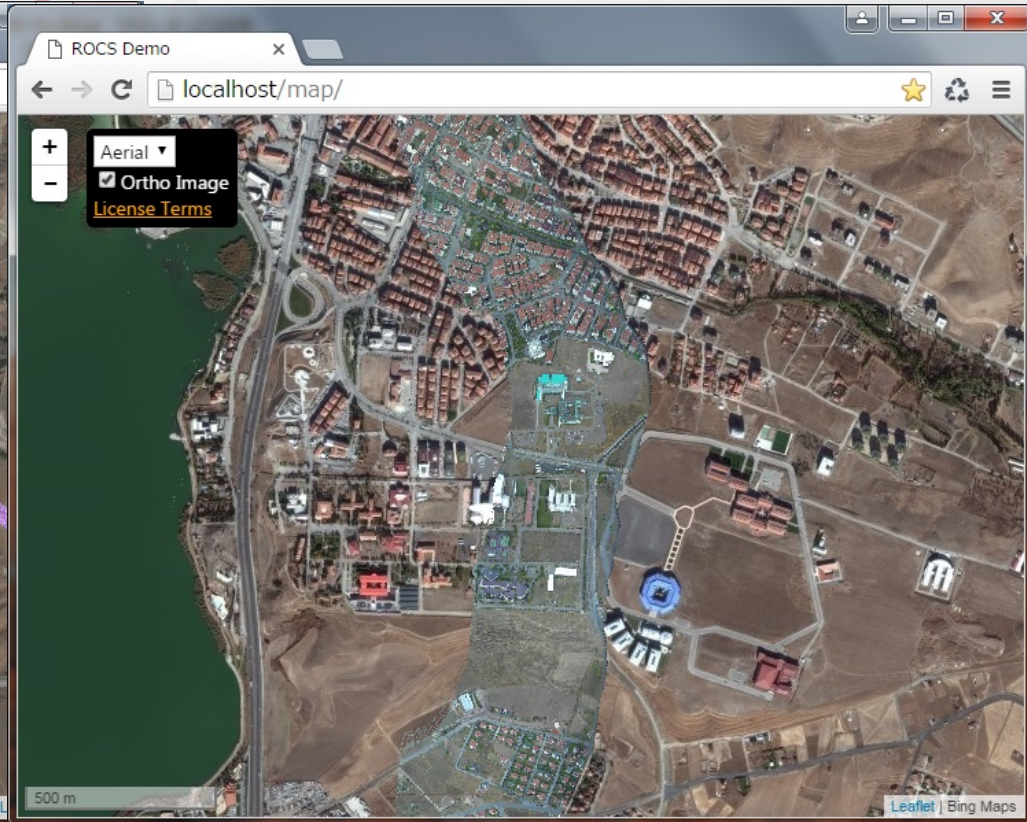 ROCS Demo
localhost/map/
+
Aerial
Ortho Image
−
License Terms
500 m
Leaflet | Bing Maps